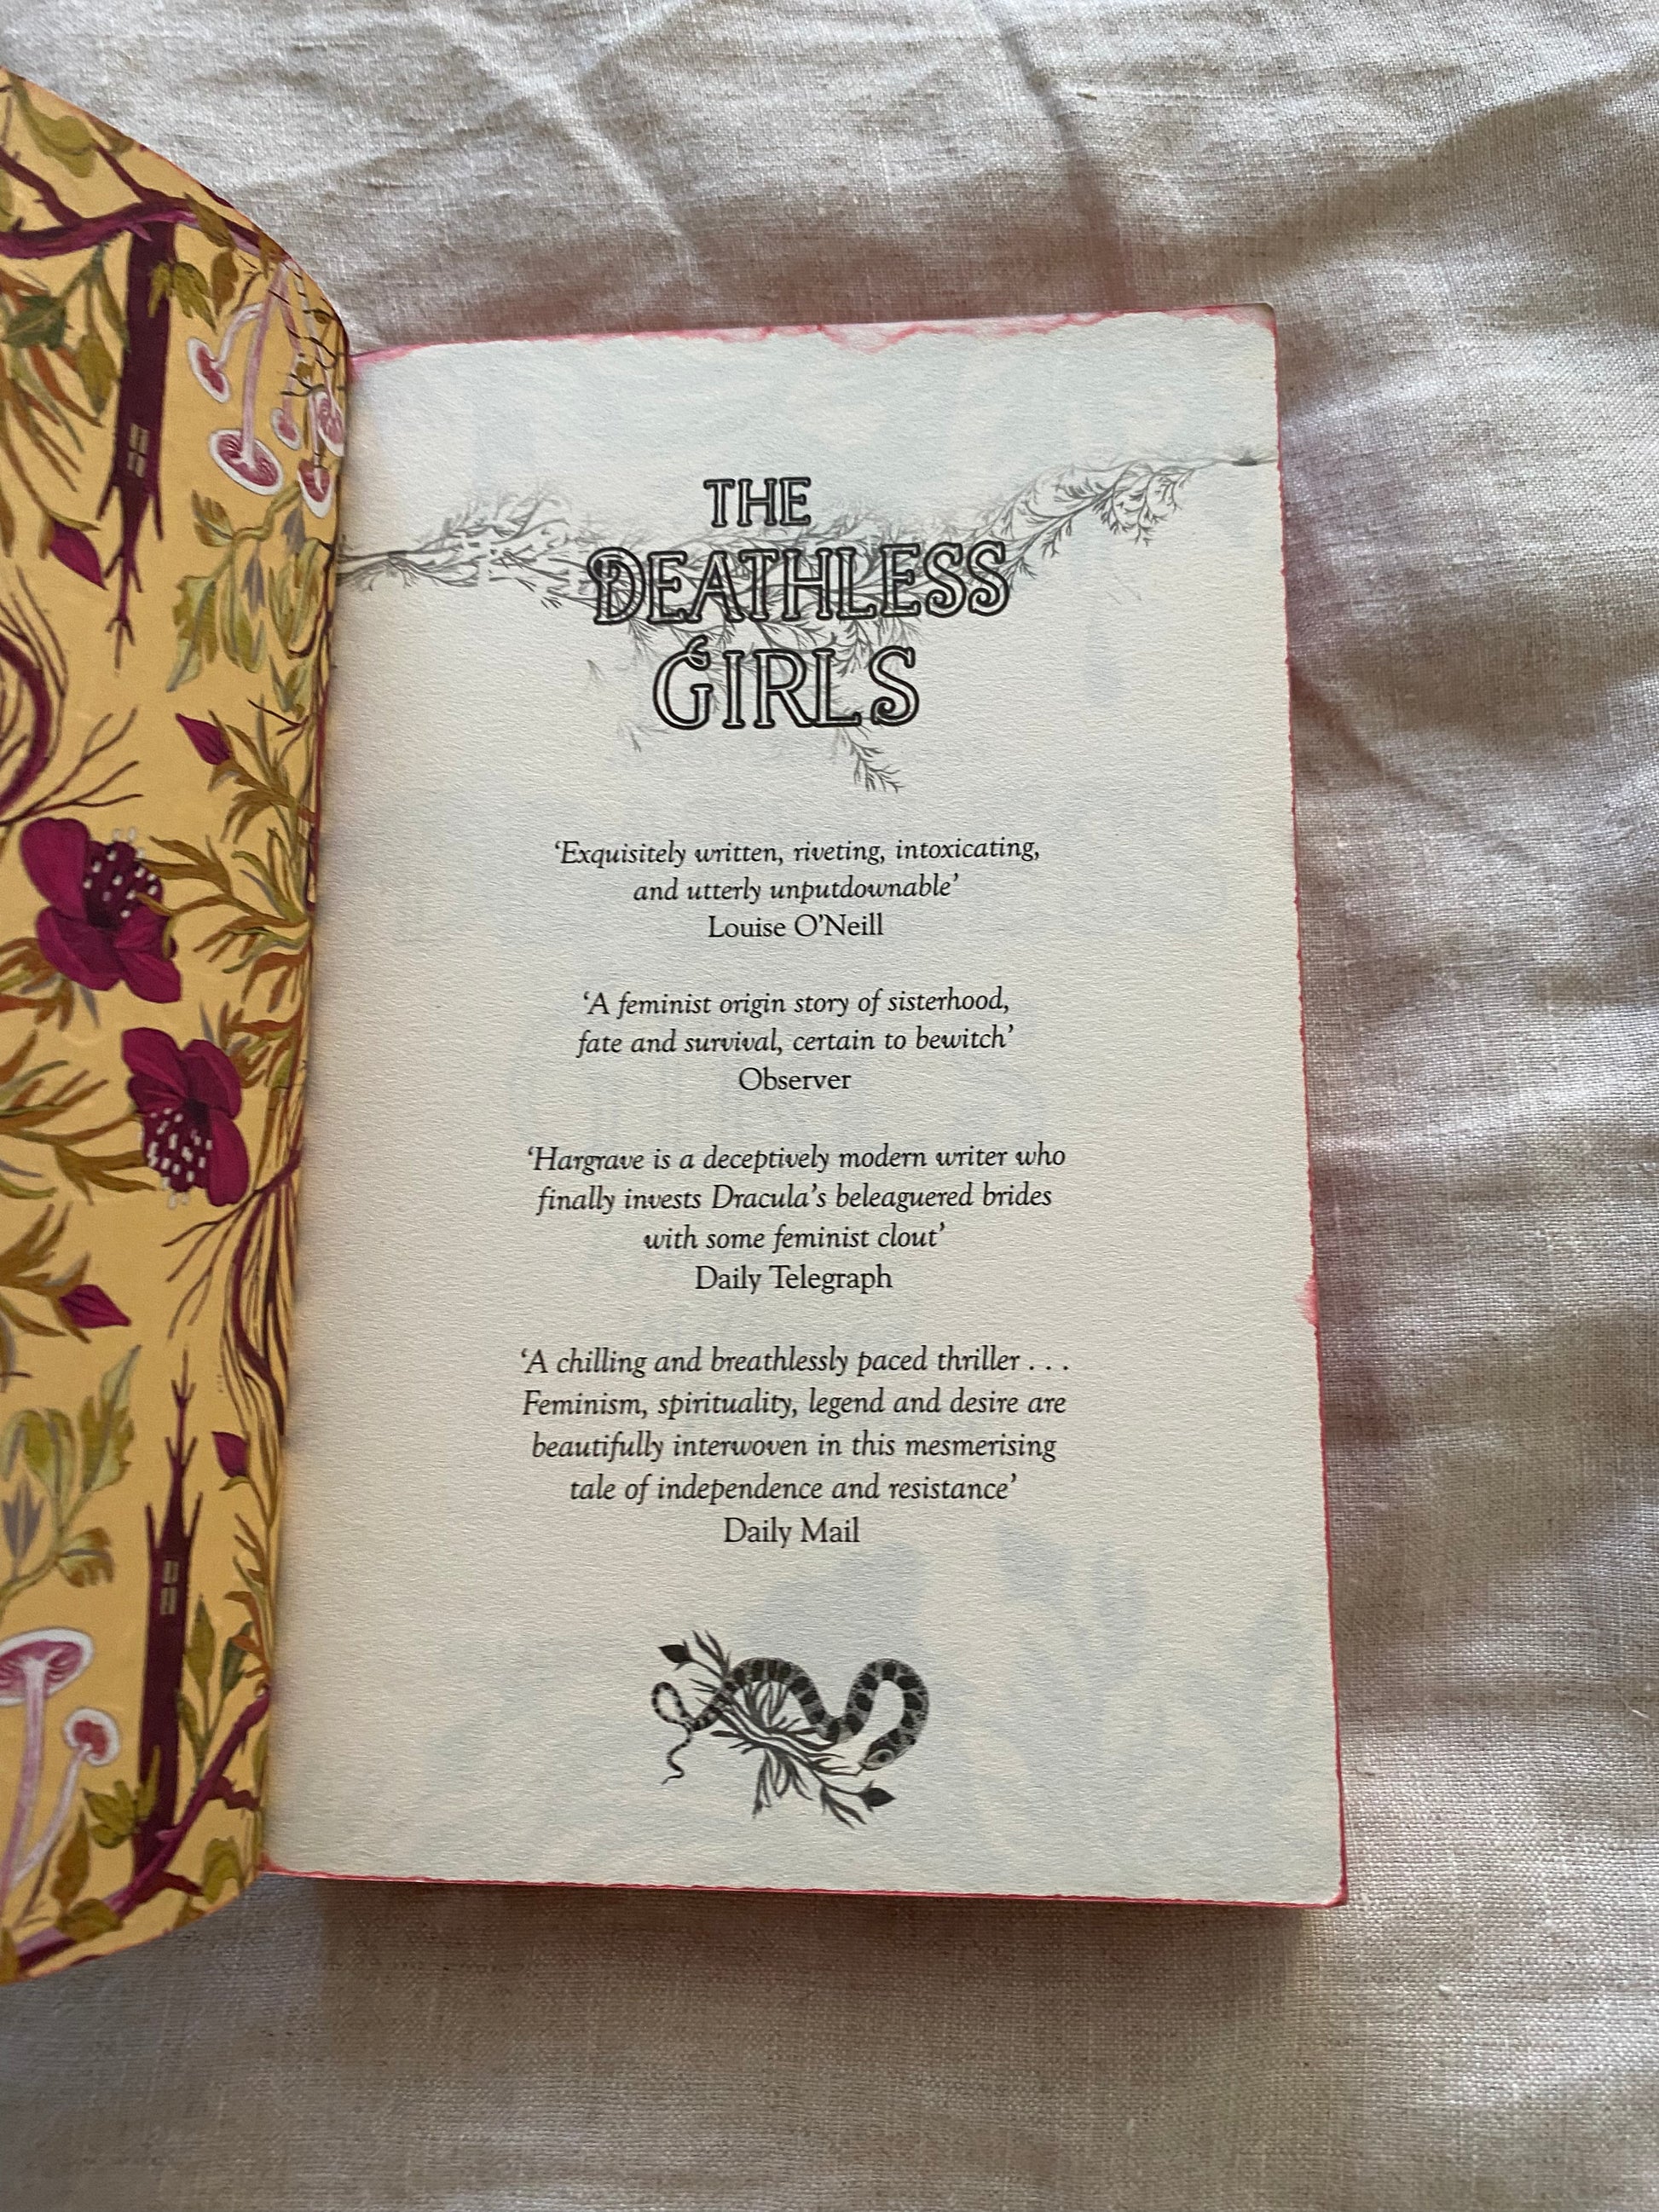 THE
DEATHLESS
GIRLS
‘Exquisitely written, riveting, intoxicating,
and utterly unputdownable’
Louise O’Neill
‘A feminist origin story of sisterhood,
fate and survival, certain to bewitch’
Observer
‘Hargrave is a deceptively modern writer who
finally invests Dracula’s beleaguered brides
with some feminist clout’
Daily Telegraph
‘A chilling and breathlessly paced thriller . . .
Feminism, spirituality, legend and desire are
beautifully interwoven in this mesmerising
tale of independence and resistance’
Daily Mail